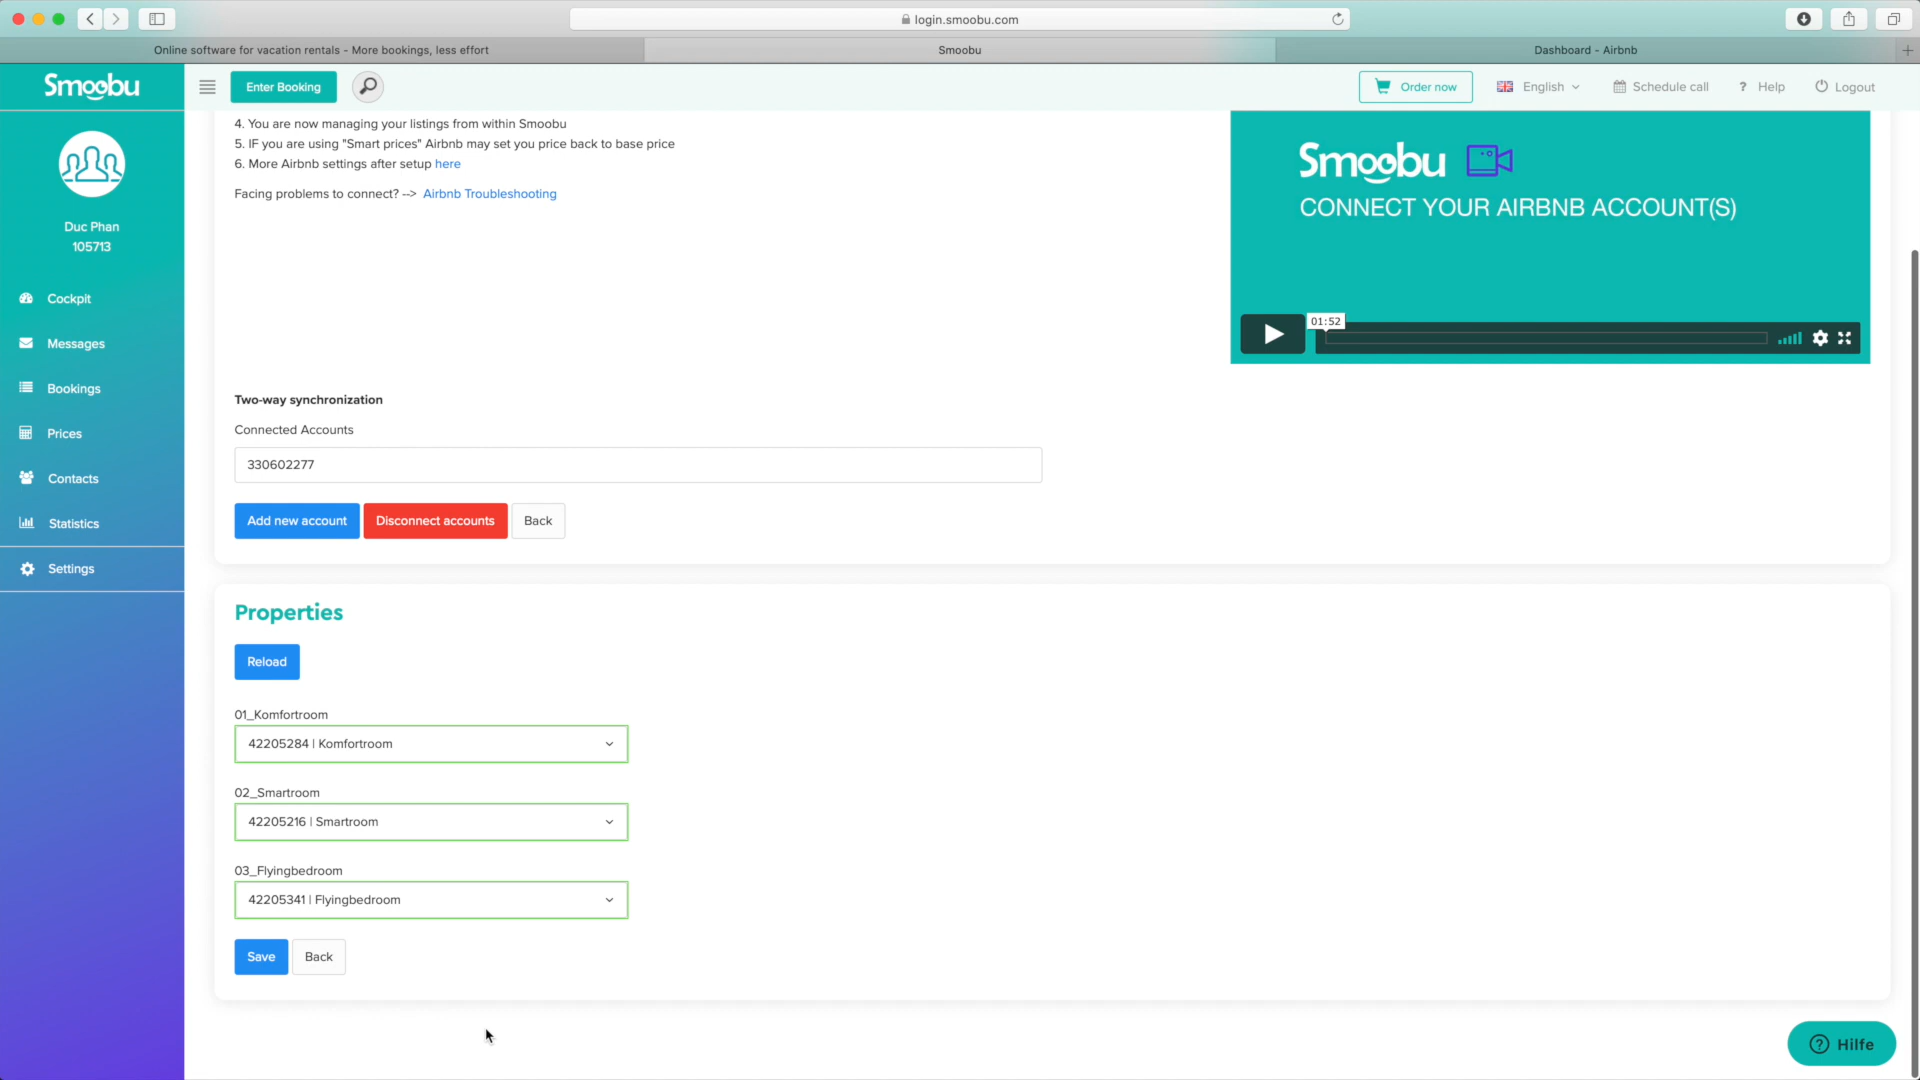 login.smoobu.com
Online software for vacation rentals - More bookings, less effort
Smoobu
Dashboard - Airbnb
Smoobu
Enter Booking
Order now
English
Schedule call
? Help
Logout
Duc Phan
105713
Cockpit
Messages
Bookings
Prices
Contacts
Statistics
Settings
4. You are now managing your listings from within Smoobu
5. IF you are using "Smart prices" Airbnb may set you price back to base price
6. More Airbnb settings after setup here
Facing problems to connect? --> Airbnb Troubleshooting
Smoobu
CONNECT YOUR AIRBNB ACCOUNT(S)
01:52
Two-way synchronization
Connected Accounts
330602277
Add new account
Disconnect accounts
Back
Properties
Reload
01_Komfortroom
42205284 | Komfortroom
02_Smartroom
42205216 | Smartroom
03_Flyingbedroom
42205341 | Flyingbedroom
Save
Back
? Hilfe